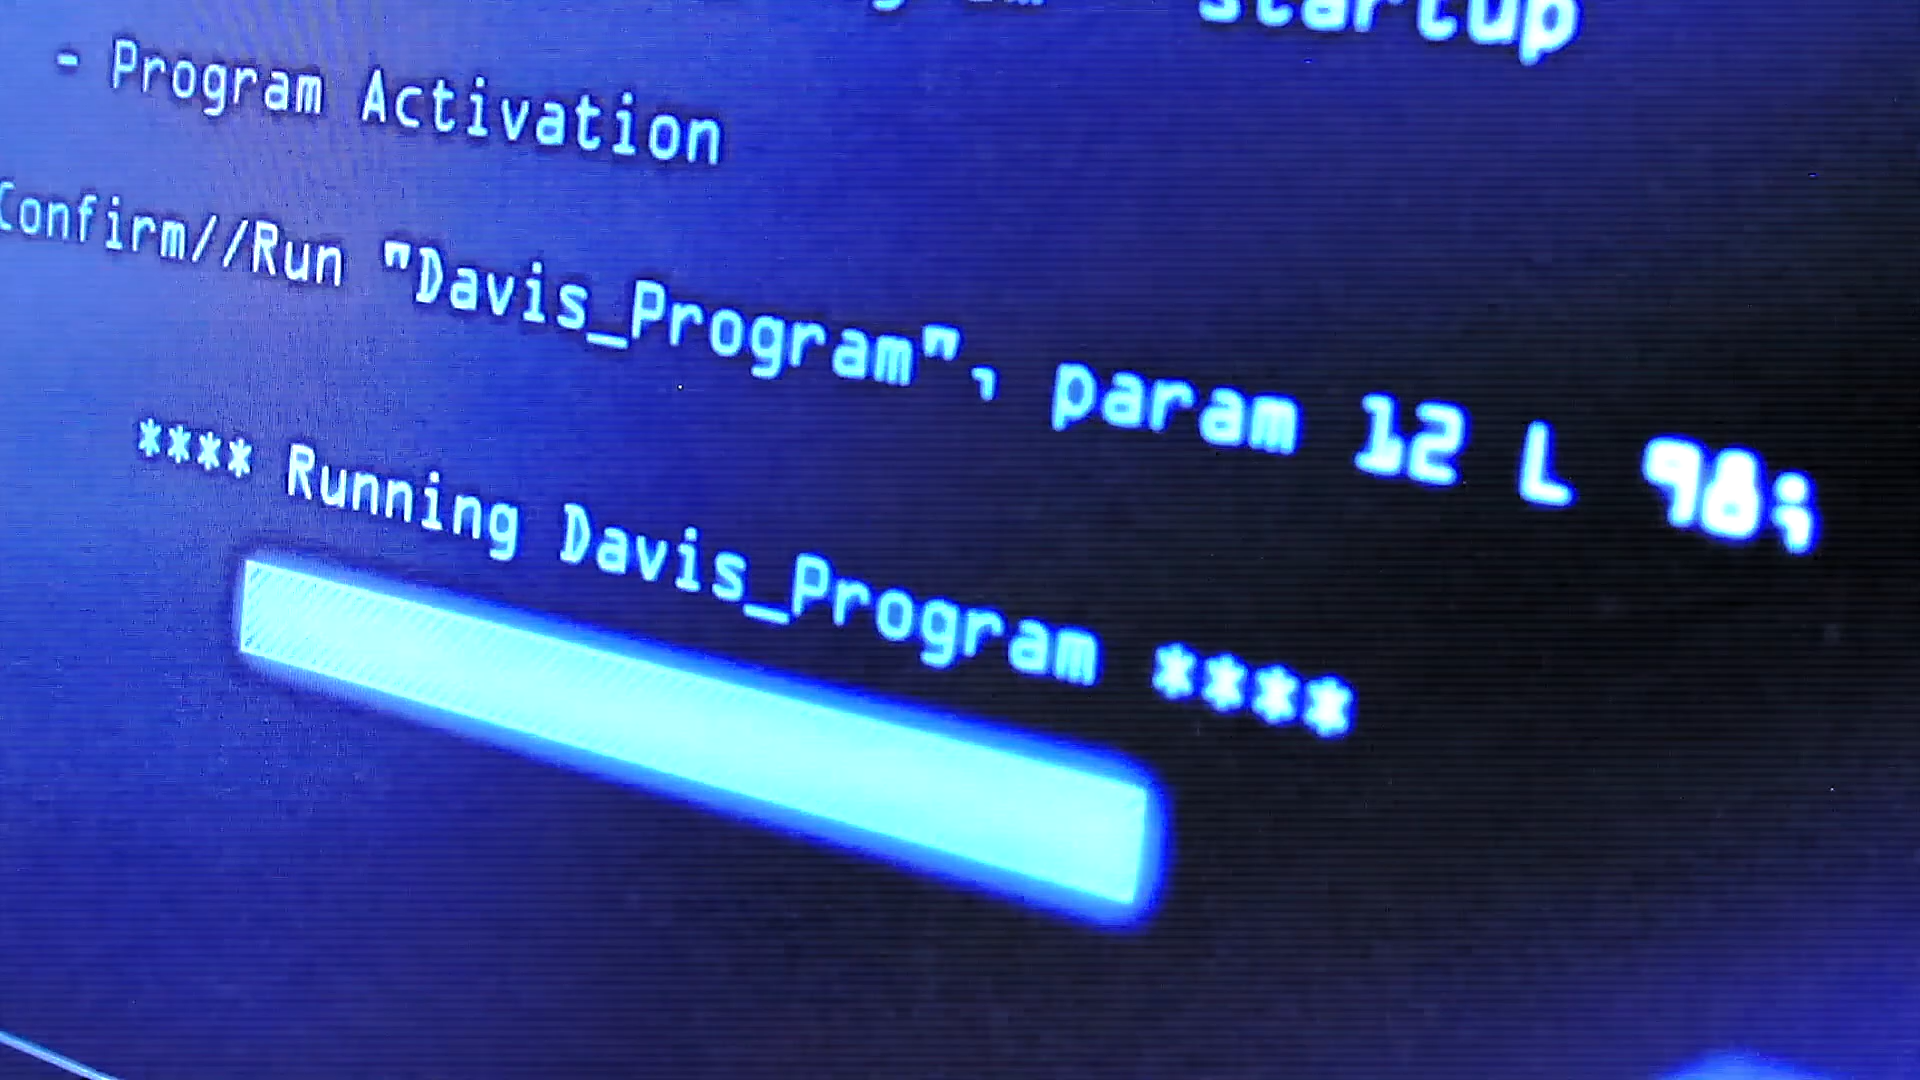 startup
- Program Activation
Confirm//Run "Davis_Program", param 12 L 98;
**** Running Davis_Program ****